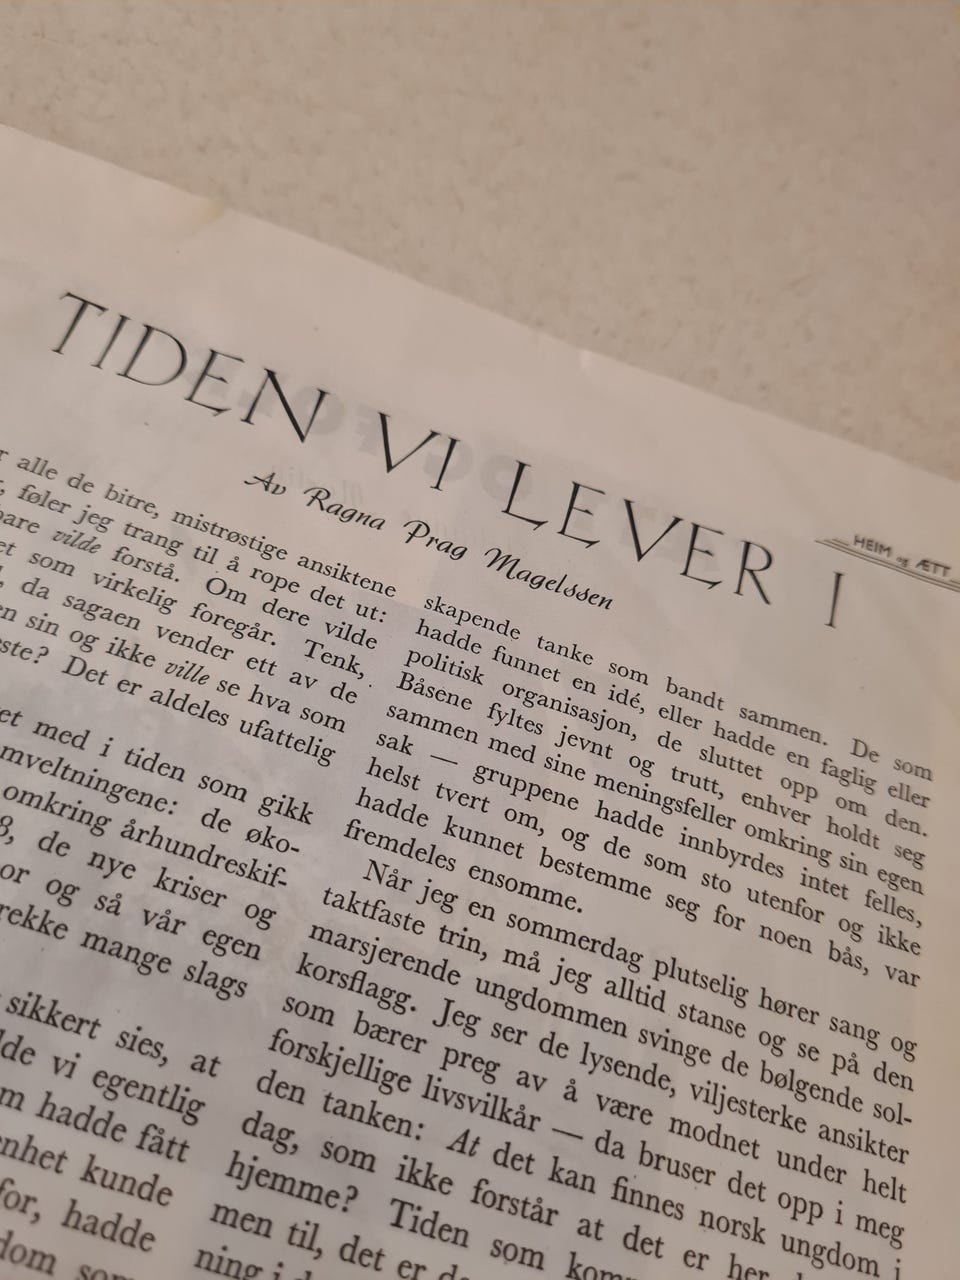 TIDEN VI LEVER I
Av Ragna Prag Magelssen
HEIM og ÆTT
alle de bitre, mistrøstige ansiktene
føler jeg trang til å rope det ut:
bare vilde forstå. Om dere vilde
som virkelig foregår. Tenk,
da sagaen vender ett av de
sin og ikke ville se hva som
Det er aldeles ufattelig
med i tiden som gikk
omveltningene: de øko-
omkring århundreskif-
de nye kriser og
og så vår egen
rekke mange slags
sikkert sies, at
vi egentlig
hadde fått
kunde
for, hadde
skapende tanke som bandt sammen. De som
hadde funnet en idé, eller hadde en faglig eller
politisk organisasjon, de sluttet opp om den.
Båsene fyltes jevnt og trutt, enhver holdt seg
sammen med sine meningsfeller omkring sin egen
sak — gruppene hadde innbyrdes intet felles,
helst tvert om, og de som sto utenfor og ikke
hadde kunnet bestemme seg for noen bås, var
fremdeles ensomme.
Når jeg en sommerdag plutselig hører sang og
taktfaste trin, må jeg alltid stanse og se på den
marsjerende ungdommen svinge de bølgende sol-
korsflagg. Jeg ser de lysende, viljesterke ansikter
som bærer preg av å være modnet under helt
forskjellige livsvilkår — da bruser det opp i meg
den tanken: At det kan finnes norsk ungdom i
dag, som ikke forstår at det er her
hjemme? Tiden som
men til, det er
ning i